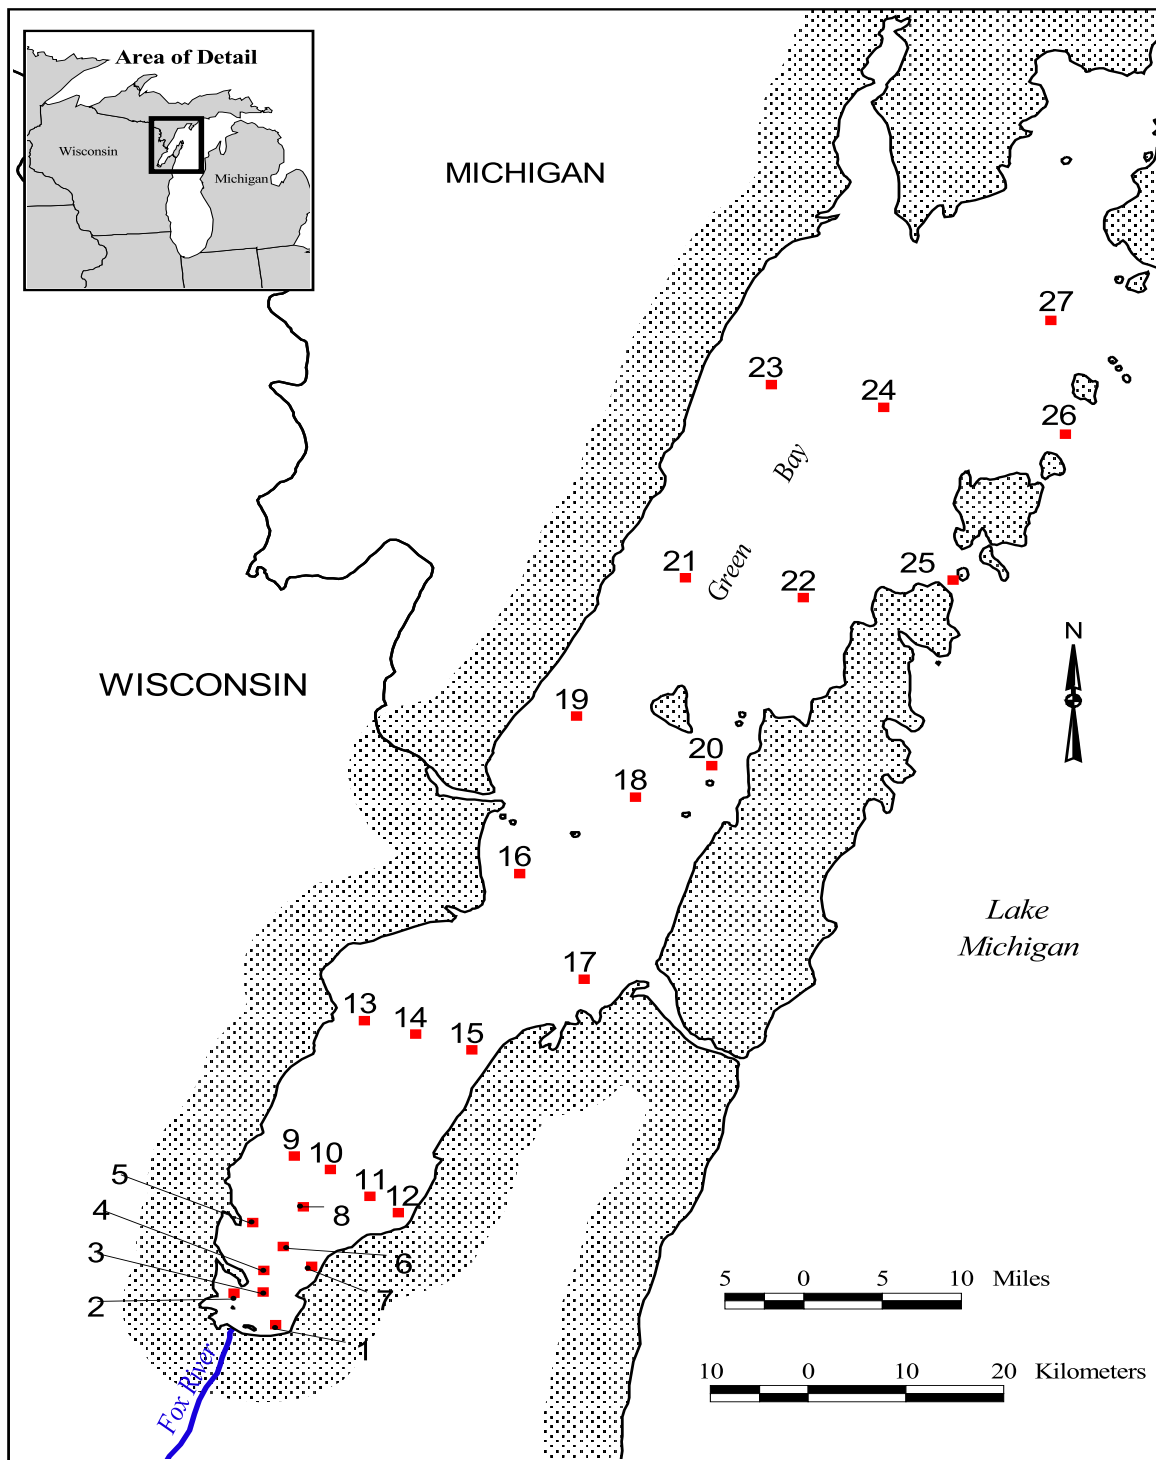 Area of Detail
Wisconsin
Michigan
MICHIGAN
27
23
24
26
Bay
Green
21
22
25
N
WISCONSIN
19
20
18
16
Lake
Michigan
17
13
14
15
9
10
5
11
12
4
8
3
6
2
7
1
5 0 5 10 Miles
10 0 10 20 Kilometers
Fox River